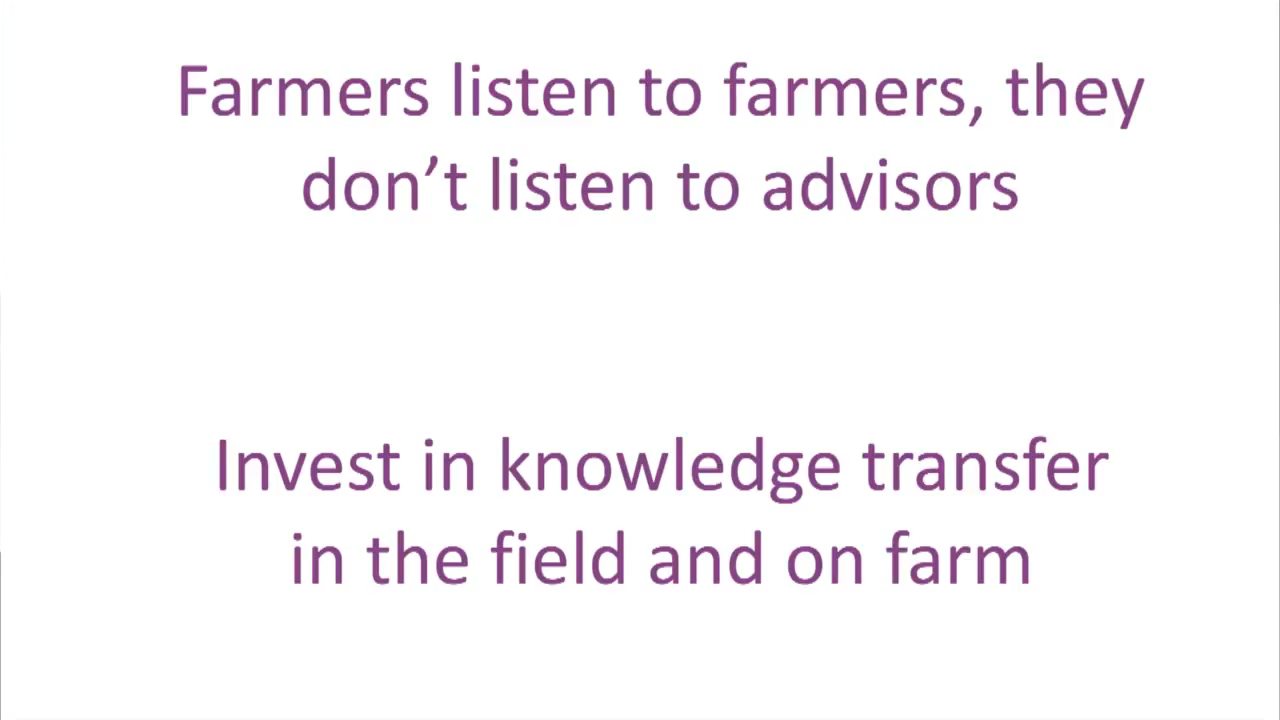 Farmers listen to farmers, they
don’t listen to advisors
Invest in knowledge transfer
in the field and on farm